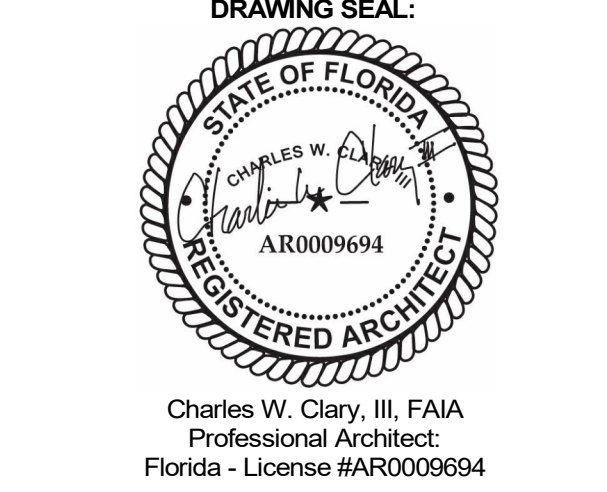 DRAWING SEAL:
STATE OF FLORIDA
CHARLES W. CLARY III
AR0009694
REGISTERED ARCHITECT
Charles W. Clary, III, FAIA
Professional Architect:
Florida - License #AR0009694